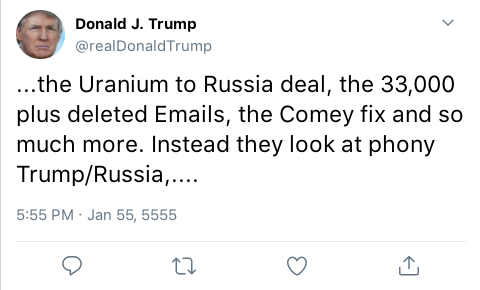 Donald J. Trump
@realDonaldTrump
...the Uranium to Russia deal, the 33,000
plus deleted Emails, the Comey fix and so
much more. Instead they look at phony
Trump/Russia,....
5:55 PM · Jan 55, 5555